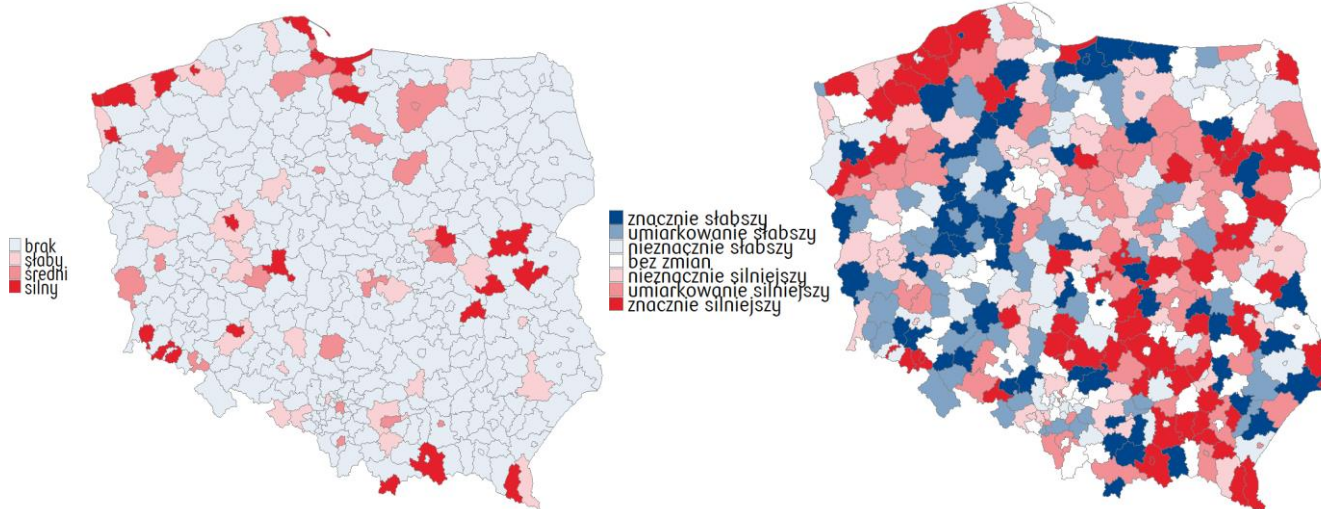 brak
słaby
średni
silny
znacznie słabszy
umiarkowanie słabszy
nieznacznie słabszy
bez zmian
nieznacznie silniejszy
umiarkowanie silniejszy
znacznie silniejszy